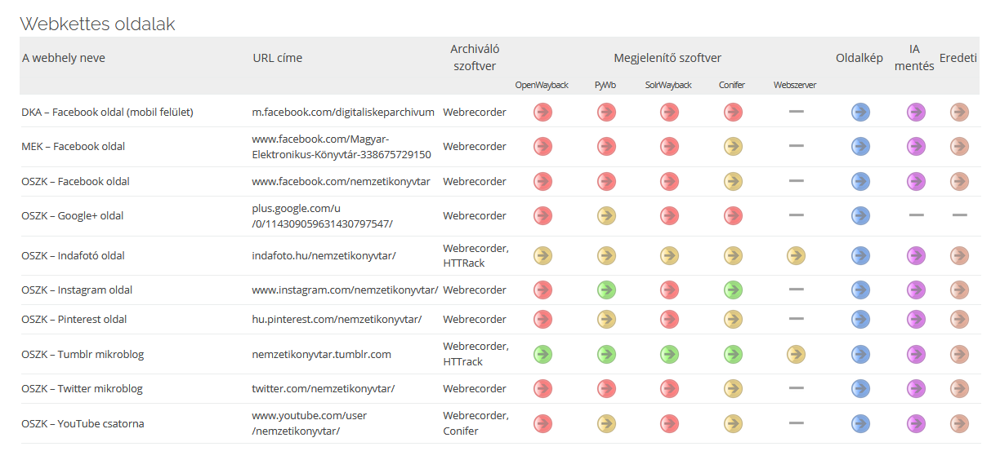 Webkettes oldalak
A webhely neve URL címe Archiváló szoftver Megjelenítő szoftver Oldalkép IA mentés Eredeti
OpenWayback PyWb SolrWayback Conifer Webszerver
DKA – Facebook oldal (mobil felület) m.facebook.com/digitaliskeparchivum Webrecorder —
MEK – Facebook oldal www.facebook.com/Magyar-
Elektronikus-Könyvtár-338675729150 Webrecorder —
OSZK – Facebook oldal www.facebook.com/nemzetikonyvtar Webrecorder —
OSZK – Google+ oldal plus.google.com/u
/0/114309059631430797547/ Webrecorder — — —
OSZK – Indafotó oldal indafoto.hu/nemzetikonyvtar/ Webrecorder,
HTTRack
OSZK – Instagram oldal www.instagram.com/nemzetikonyvtar/ Webrecorder —
OSZK – Pinterest oldal hu.pinterest.com/nemzetikonyvtar/ Webrecorder —
OSZK – Tumblr mikroblog nemzetikonyvtar.tumblr.com Webrecorder,
HTTrack
OSZK – Twitter mikroblog twitter.com/nemzetikonyvtar/ Webrecorder —
OSZK – YouTube csatorna www.youtube.com/user
/nemzetikonyvtar/ Webrecorder,
Conifer —